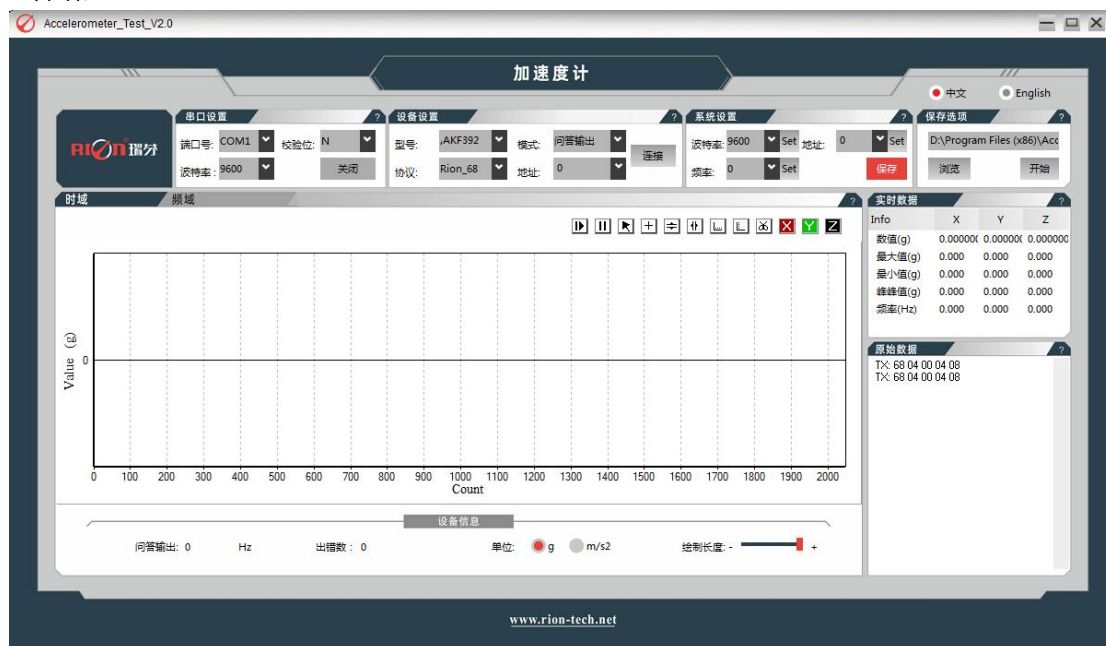 Accelerometer_Test_V2.0
加速度计
中文 English
RION 瑞芬
串口设置 ?
端口号: COM1 校验位: N
波特率: 9600 关闭
设备设置 ?
型号: AKF392 模式: 问答输出
协议: Rion_68 地址: 0
连接
系统设置 ?
波特率: 9600 Set 地址: 0 Set
频率: 0 Set 保存
保存选项 ?
D:\Program Files (x86)\Acc
浏览 开始
时域 频域 ?
X Y Z
Value (g)
0
0 100 200 300 400 500 600 700 800 900 1000 1100 1200 1300 1400 1500 1600 1700 1800 1900 2000
Count
设备信息
问答输出: 0 Hz 出错数: 0 单位: g m/s2 绘制长度: - +
实时数据 ?
Info X Y Z
数值(g) 0.00000( 0.00000( 0.000000
最大值(g) 0.000 0.000 0.000
最小值(g) 0.000 0.000 0.000
峰峰值(g) 0.000 0.000 0.000
频率(Hz) 0.000 0.000 0.000
原始数据 ?
TX: 68 04 00 04 08
TX: 68 04 00 04 08
www.rion-tech.net